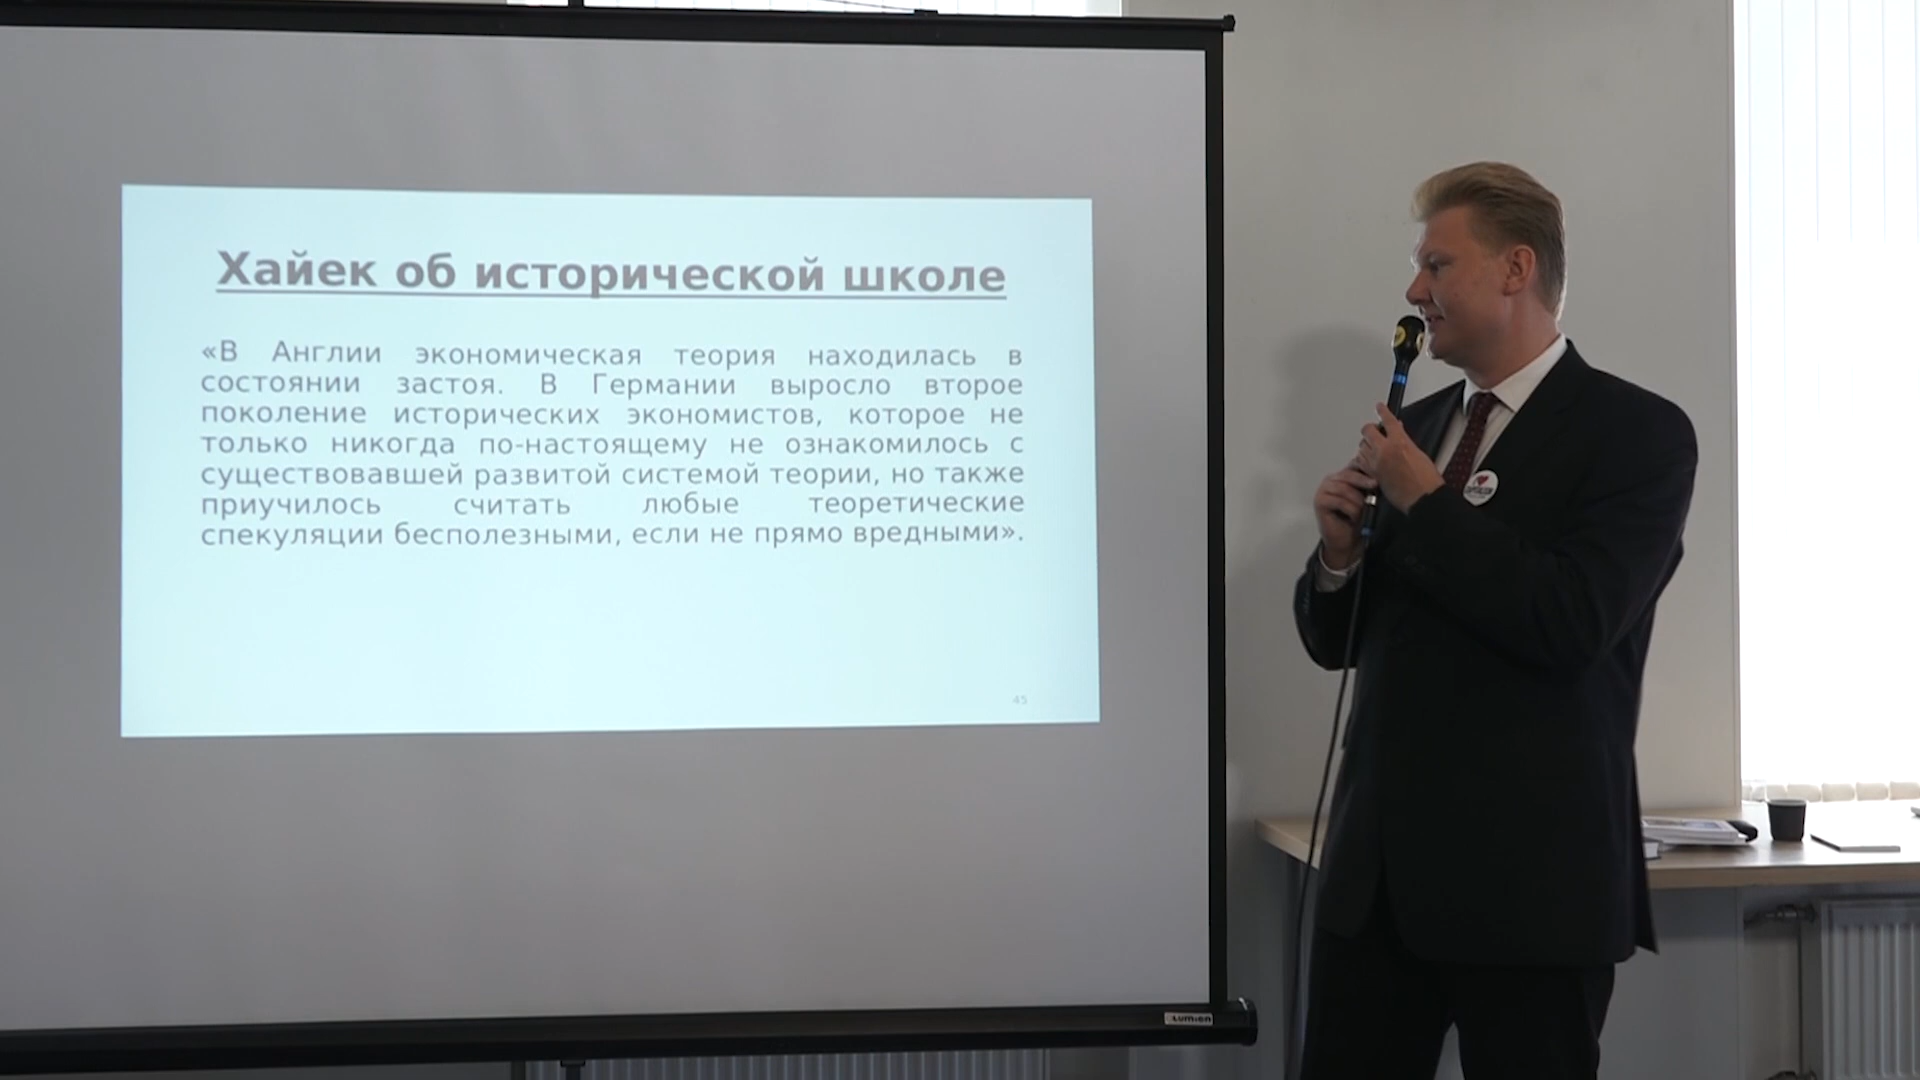 Хайек об исторической школе
«В Англии экономическая теория находилась в
состоянии застоя. В Германии выросло второе
поколение исторических экономистов, которое не
только никогда по-настоящему не ознакомилось с
существовавшей развитой системой теории, но также
приучилось считать любые теоретические
спекуляции бесполезными, если не прямо вредными».
45
Lumien